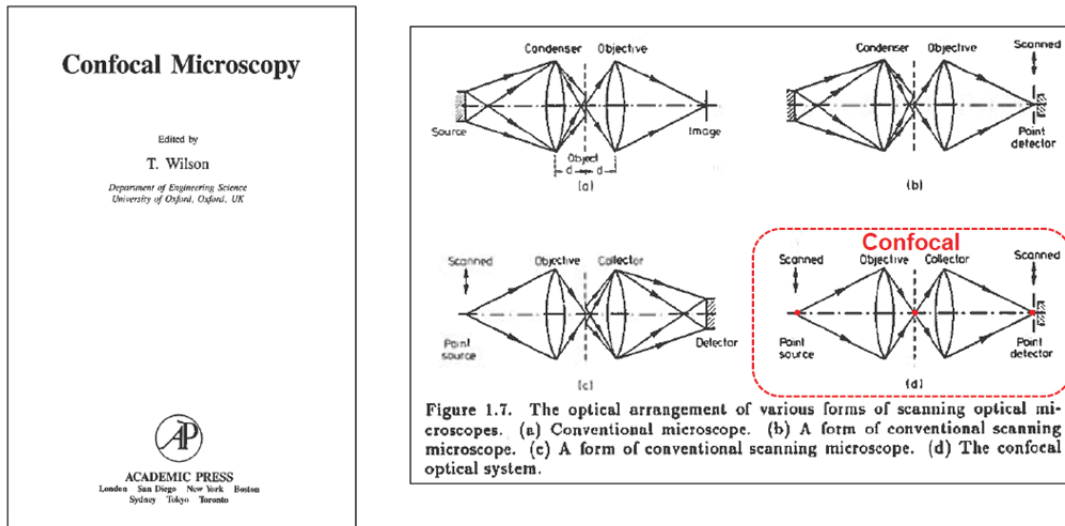 Confocal Microscopy
Edited by
T. Wilson
Department of Engineering Science
University of Oxford, Oxford, UK
AP
ACADEMIC PRESS
London San Diego New York Boston
Sydney Tokyo Toronto
Condenser Objective
Source
Image
Object
d d
(a)
Scanned
Condenser Objective
Point
detector
(b)
Scanned Objective Collector
Point
source
Detector
(c)
Confocal
Scanned Objective Collector Scanned
Point
source
Point
detector
(d)
Figure 1.7. The optical arrangement of various forms of scanning optical mi-
croscopes. (a) Conventional microscope. (b) A form of conventional scanning
microscope. (c) A form of conventional scanning microscope. (d) The confocal
optical system.